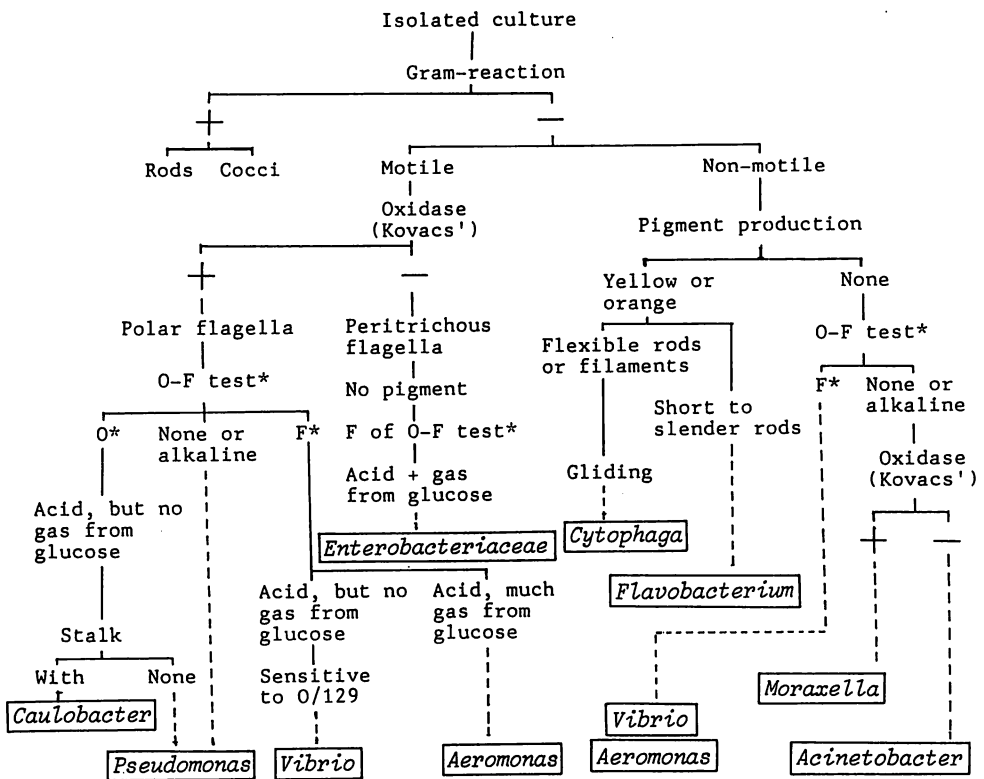 Isolated culture
Gram-reaction
+ −
Rods Cocci
Motile
Non-motile
Oxidase
(Kovacs')
Pigment production
+ −
Yellow or
orange
None
Polar flagella
Peritrichous
flagella
O-F test*
Flexible rods
or filaments
O-F test*
No pigment
F* None or
alkaline
Short to
slender rods
O* None or
alkaline
F*
F of O-F test*
Oxidase
(Kovacs')
Gliding
Acid + gas
from glucose
Acid, but no
gas from
glucose
+ −
Enterobacteriaceae
Cytophaga
Flavobacterium
Acid, but no
gas from
glucose
Acid, much
gas from
glucose
Stalk
With None
Sensitive
to O/129
Moraxella
Caulobacter
Vibrio
Aeromonas
Pseudomonas
Vibrio
Aeromonas
Acinetobacter